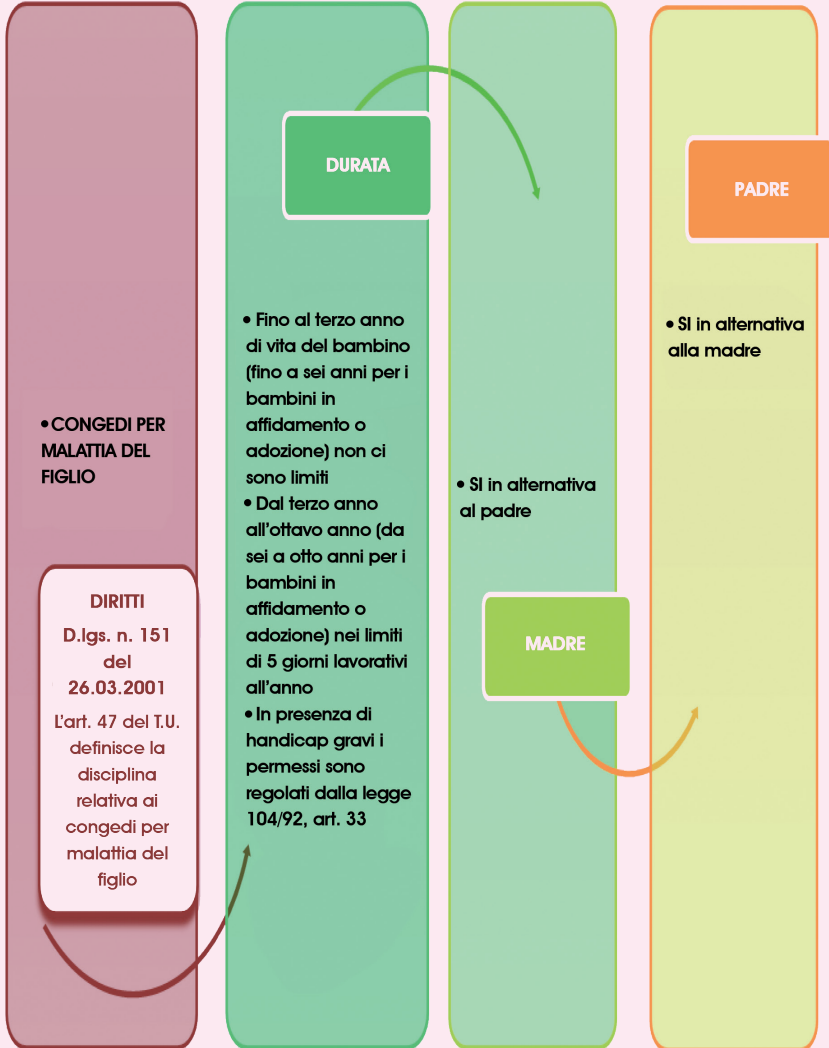 • CONGEDI PER
MALATTIA DEL
FIGLIO
DIRITTI
D.lgs. n. 151
del
26.03.2001
L'art. 47 del T.U.
definisce la
disciplina
relativa ai
congedi per
malattia del
figlio
DURATA
• Fino al terzo anno
di vita del bambino
(fino a sei anni per i
bambini in
affidamento o
adozione) non ci
sono limiti
• Dal terzo anno
all'ottavo anno (da
sei a otto anni per i
bambini in
affidamento o
adozione) nei limiti
di 5 giorni lavorativi
all'anno
• In presenza di
handicap gravi i
permessi sono
regolati dalla legge
104/92, art. 33
• SI in alternativa
al padre
MADRE
PADRE
• SI in alternativa
alla madre